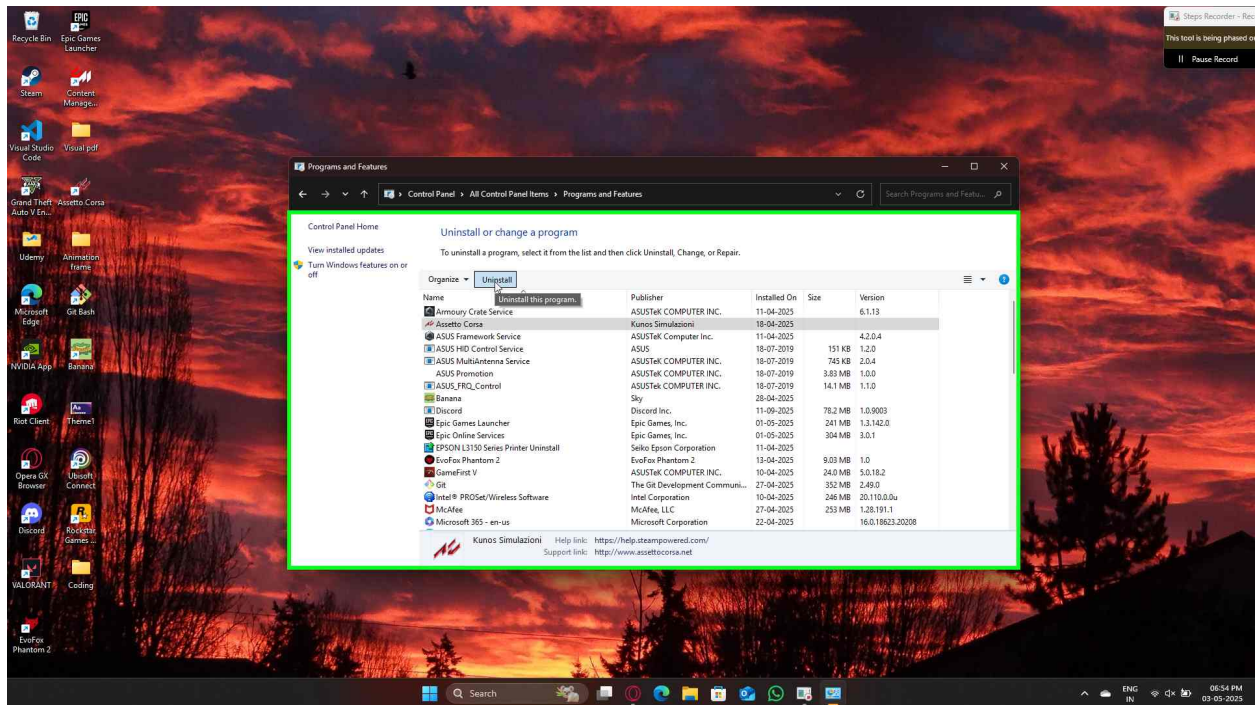 Recycle Bin
Epic Games
Launcher
Steam
Content
Manage...
Visual Studio
Code
Visual pdf
Grand Theft
Auto V En...
Assetto Corsa
Udemy
Animation
frame
Microsoft
Edge
Git Bash
NVIDIA App
Banana
Riot Client
Theme1
Opera GX
Browser
Ubisoft
Connect
Discord
Rockstar
Games ...
VALORANT
Coding
EvoFox
Phantom 2
Steps Recorder - Rec
This tool is being phased o
Pause Record
Programs and Features
Control Panel > All Control Panel Items > Programs and Features
Search Programs and Featu...
Control Panel Home
View installed updates
Turn Windows features on or
off
Uninstall or change a program
To uninstall a program, select it from the list and then click Uninstall, Change, or Repair.
Organize Uninstall
Uninstall this program.
Name Publisher Installed On Size Version
Armoury Crate Service ASUSTeK COMPUTER INC. 11-04-2025 6.1.13
Assetto Corsa Kunos Simulazioni 18-04-2025
ASUS Framework Service ASUSTeK Computer Inc. 11-04-2025 4.2.0.4
ASUS HID Control Service ASUS 18-07-2019 151 KB 1.2.0
ASUS MultiAntenna Service ASUSTeK COMPUTER INC. 18-07-2019 745 KB 2.0.4
ASUS Promotion ASUSTeK COMPUTER INC. 18-07-2019 3.83 MB 1.0.0
ASUS_FRQ_Control ASUSTeK COMPUTER INC. 18-07-2019 14.1 MB 1.1.0
Banana Sky 28-04-2025
Discord Discord Inc. 11-09-2025 78.2 MB 1.0.9003
Epic Games Launcher Epic Games, Inc. 01-05-2025 241 MB 1.3.142.0
Epic Online Services Epic Games, Inc. 01-05-2025 304 MB 3.0.1
EPSON L3150 Series Printer Uninstall Seiko Epson Corporation 11-04-2025
EvoFox Phantom 2 EvoFox Phantom 2 13-04-2025 9.03 MB 1.0
GameFirst V ASUSTeK COMPUTER INC. 10-04-2025 24.0 MB 5.0.18.2
Git The Git Development Communi... 27-04-2025 352 MB 2.49.0
Intel® PROSet/Wireless Software Intel Corporation 10-04-2025 246 MB 20.110.0.0u
McAfee McAfee, LLC 27-04-2025 253 MB 1.28.191.1
Microsoft 365 - en-us Microsoft Corporation 22-04-2025 16.0.18623.20208
Kunos Simulazioni Help link: https://help.steampowered.com/
Support link: http://www.assettocorsa.net
Search
ENG
IN
06:54 PM
03-05-2025